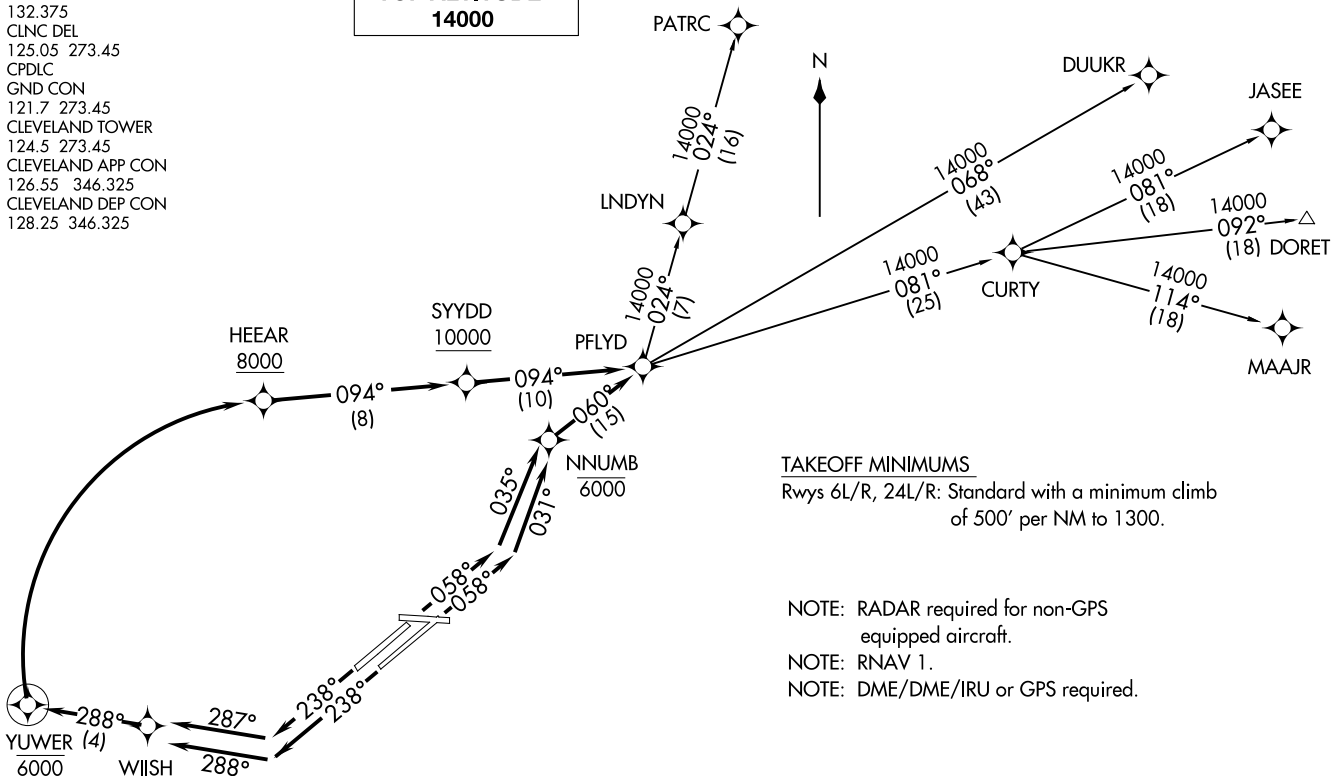 132.375
CLNC DEL
125.05 273.45
CPDLC
GND CON
121.7 273.45
CLEVELAND TOWER
124.5 273.45
CLEVELAND APP CON
126.55 346.325
CLEVELAND DEP CON
128.25 346.325
14000
PATRC
N
DUUKR
JASEE
14000
024°
(16)
14000
068°
(43)
14000
081°
(18)
LNDYN
14000
092°
(18) DORET
14000
024°
(7)
14000
081°
(25)
CURTY
14000
114°
(18)
MAAJR
HEEAR
8000
SYYDD
10000
PFLYD
094°
(8)
094°
(10)
060°
(15)
NNUMB
6000
035°
031°
058°
058°
TAKEOFF MINIMUMS
Rwys 6L/R, 24L/R: Standard with a minimum climb
of 500' per NM to 1300.
NOTE: RADAR required for non-GPS
equipped aircraft.
NOTE: RNAV 1.
NOTE: DME/DME/IRU or GPS required.
238°
238°
287°
288°
288°
(4)
YUWER
6000
WIISH